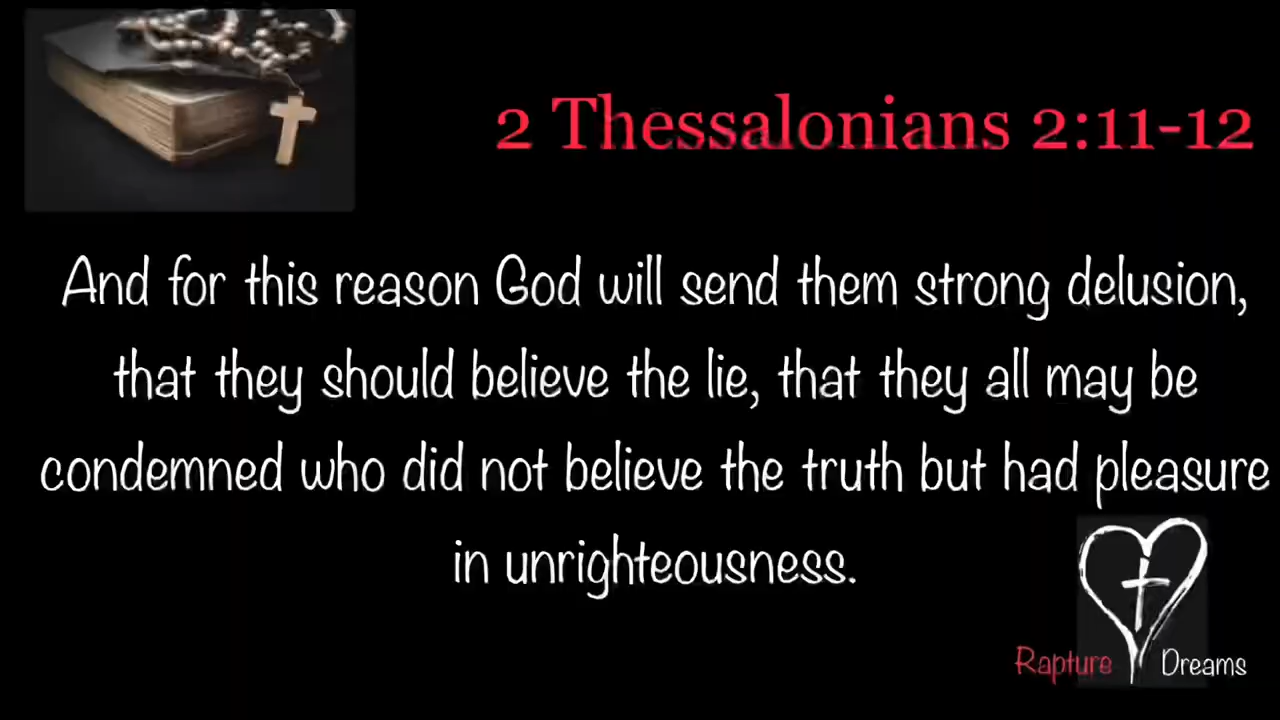 2 Thessalonians 2:11-12
And for this reason God will send them strong delusion,
that they should believe the lie, that they all may be
condemned who did not believe the truth but had pleasure
in unrighteousness.
Rapture Dreams